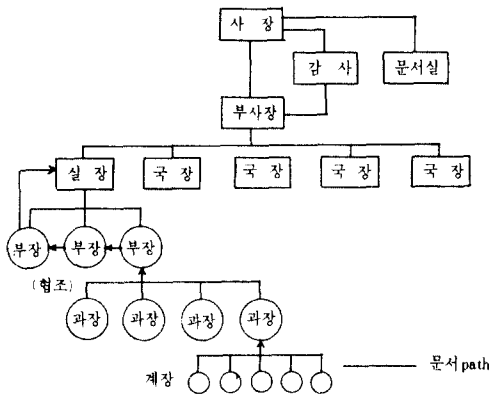 사 장
감 사 문서실
부사장
실 장 국 장 국 장 국 장 국 장
부장 부장 부장
(협조)
과장 과장 과장 과장
계장 문서path